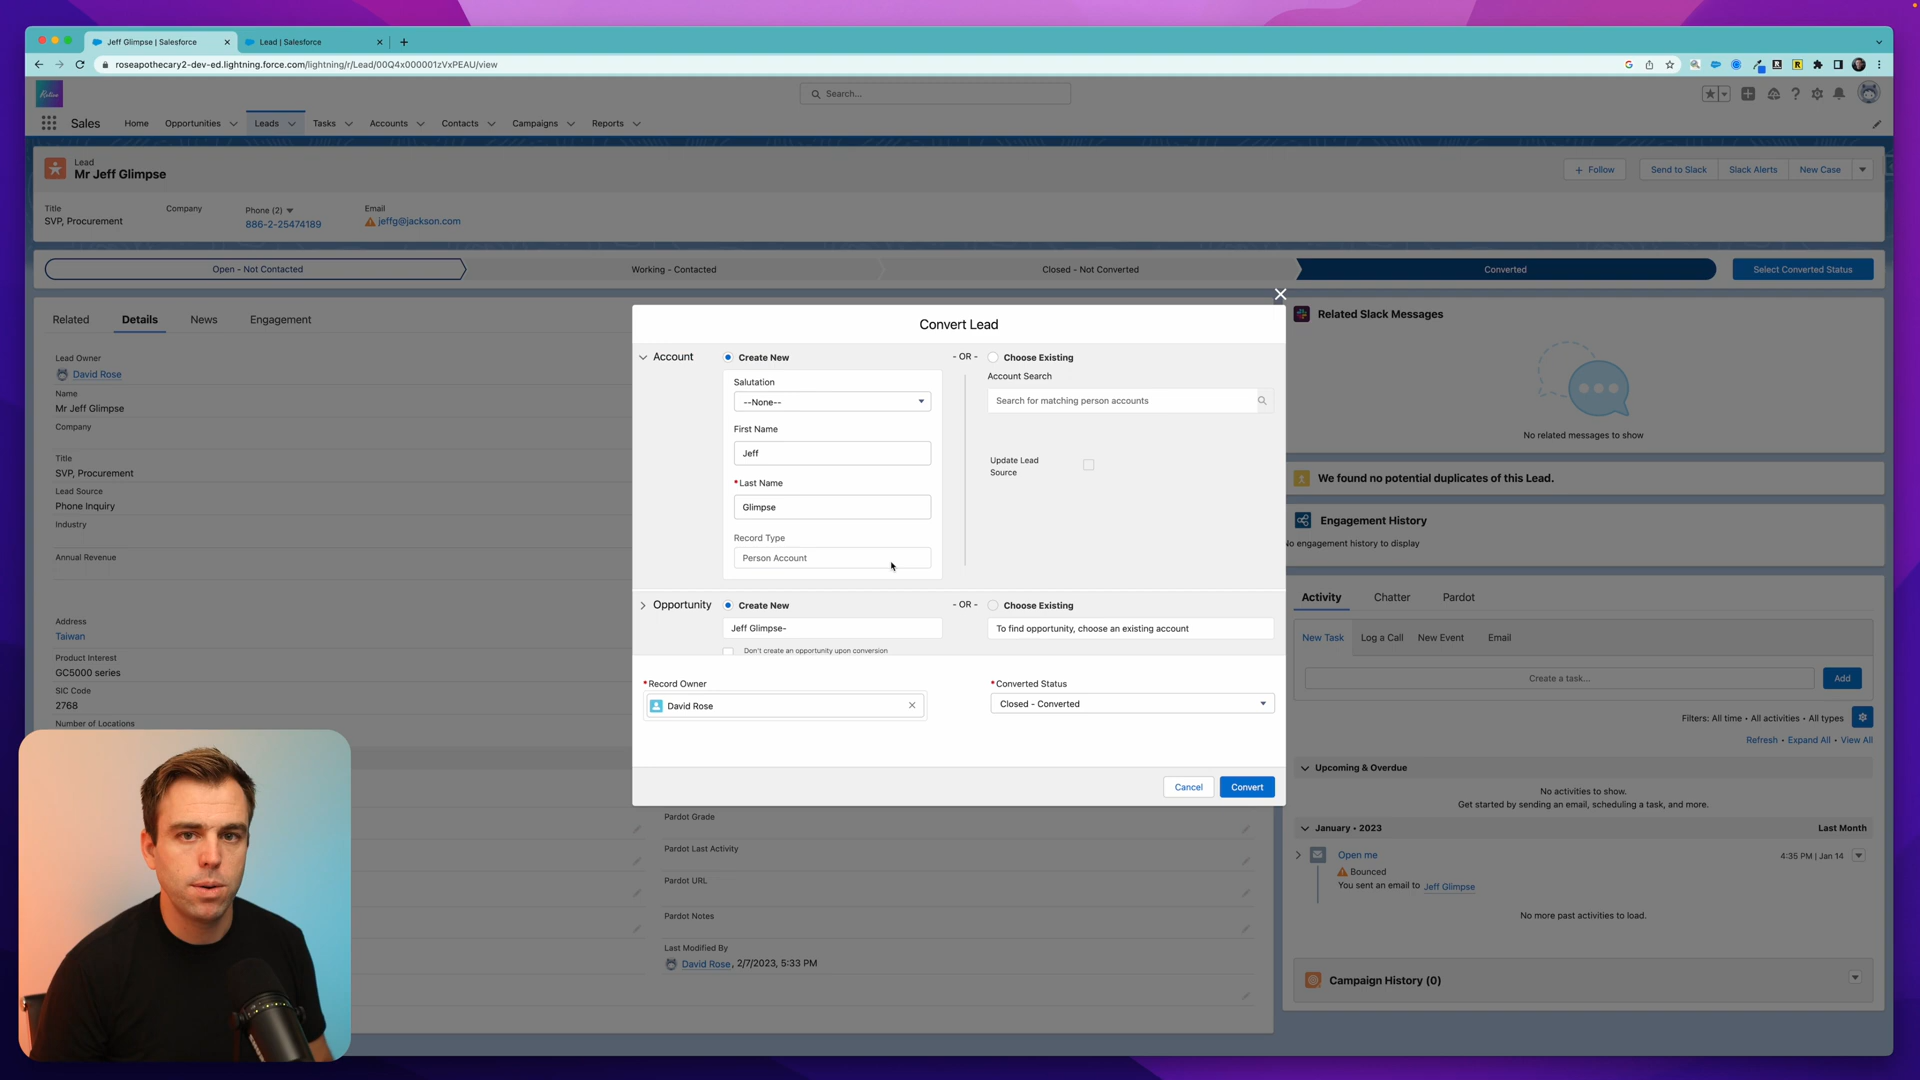 Jeff Glimpse | Salesforce
Lead | Salesforce
roseapothecary2-dev-ed.lightning.force.com/lightning/r/Lead/00Q4x000001zVxPEAU/view
Search...
Sales
Home
Opportunities
Leads
Tasks
Accounts
Contacts
Campaigns
Reports
Lead
Mr Jeff Glimpse
+ Follow
Send to Slack
Slack Alerts
New Case
Title
SVP, Procurement
Company
Phone (2)
886-2-25474189
Email
jeffg@jackson.com
Open - Not Contacted
Working - Contacted
Closed - Not Converted
Converted
Select Converted Status
Related
Details
News
Engagement
Lead Owner
David Rose
Name
Mr Jeff Glimpse
Company
Title
SVP, Procurement
Lead Source
Phone Inquiry
Industry
Annual Revenue
Address
Taiwan
Product Interest
GC5000 series
SIC Code
2768
Number of Locations
Convert Lead
Account
Create New
- OR -
Choose Existing
Salutation
--None--
First Name
Jeff
*Last Name
Glimpse
Record Type
Person Account
Account Search
Search for matching person accounts
Update Lead
Source
Opportunity
Create New
- OR -
Choose Existing
Jeff Glimpse-
To find opportunity, choose an existing account
Don't create an opportunity upon conversion
*Record Owner
David Rose
*Converted Status
Closed - Converted
Cancel
Convert
Pardot Grade
Pardot Last Activity
Pardot URL
Pardot Notes
Last Modified By
David Rose, 2/7/2023, 5:33 PM
Related Slack Messages
No related messages to show
We found no potential duplicates of this Lead.
Engagement History
No engagement history to display
Activity
Chatter
Pardot
New Task
Log a Call
New Event
Email
Create a task...
Add
Filters: All time • All activities • All types
Refresh • Expand All • View All
Upcoming & Overdue
No activities to show.
Get started by sending an email, scheduling a task, and more.
January • 2023
Last Month
Open me
4:35 PM | Jan 14
Bounced
You sent an email to Jeff Glimpse
No more past activities to load.
Campaign History (0)